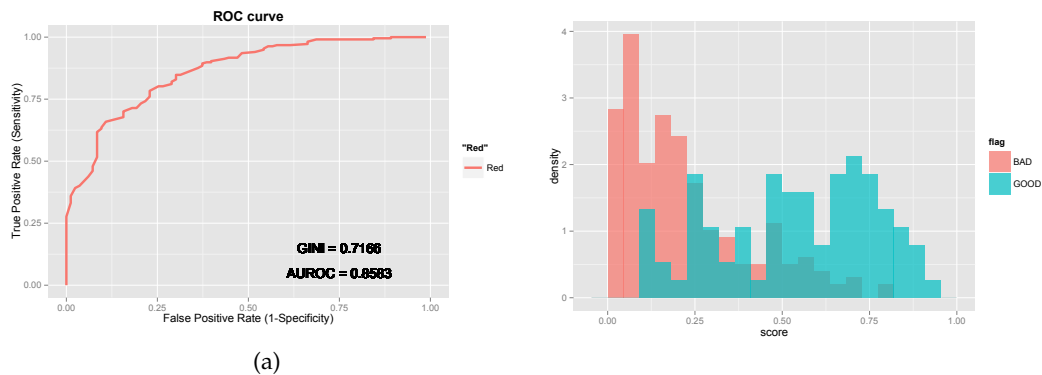 ROC curve
True Positive Rate (Sensitivity)
1.00
0.75
0.50
0.25
0.00
GINI = 0.7166
AUROC = 0.8583
0.00 0.25 0.50 0.75 1.00
False Positive Rate (1-Specificity)
"Red"
Red
(a)
density
4
3
2
1
0
0.00 0.25 0.50 0.75 1.00
score
flag
BAD
GOOD